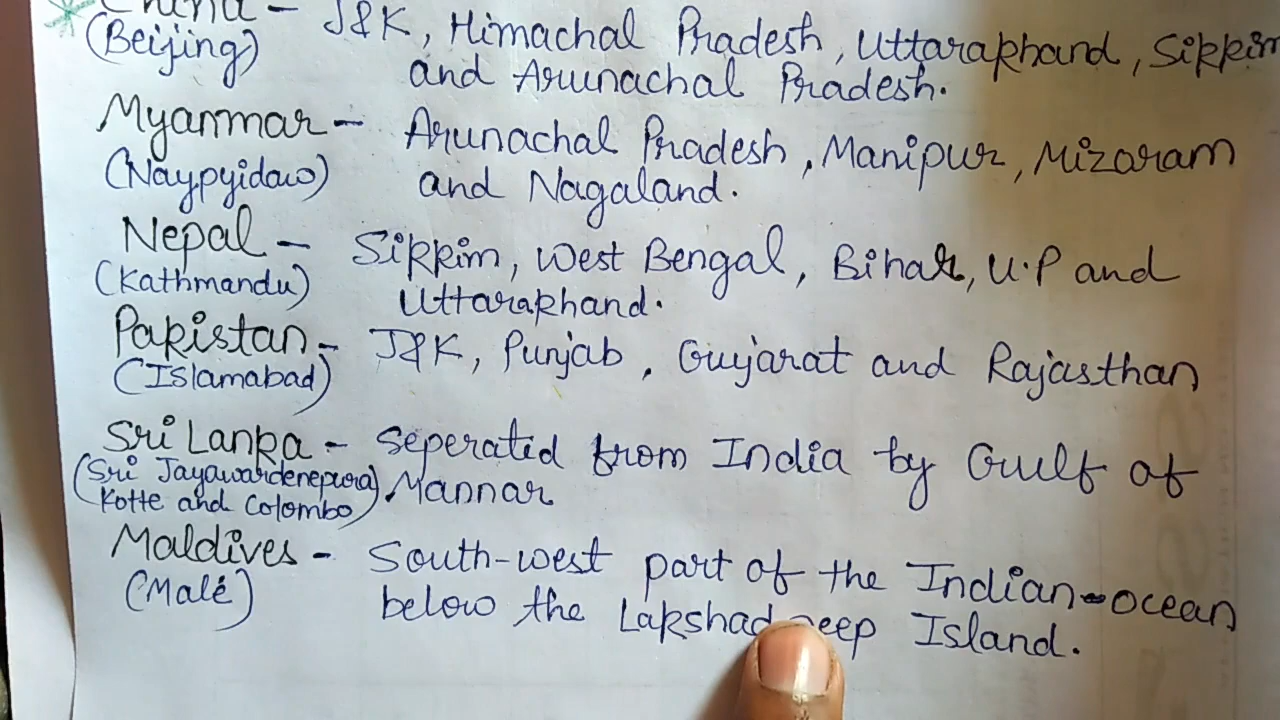 China - J&K, Himachal Pradesh, Uttarakhand, Sikkim
(Beijing) and Arunachal Pradesh.
Myanmar - Arunachal Pradesh, Manipur, Mizoram
(Naypyidaw) and Nagaland.
Nepal - Sikkim, West Bengal, Bihar, U.P and
(Kathmandu) Uttarakhand.
Pakistan - J&K, Punjab, Gujarat and Rajasthan
(Islamabad)
Sri Lanka - Seperated from India by Gulf of
(Sri Jayawardenepura Mannar
Kotte and Colombo)
Maldives - South-west part of the Indian-ocean
(Malé) below the Lakshadweep Island.